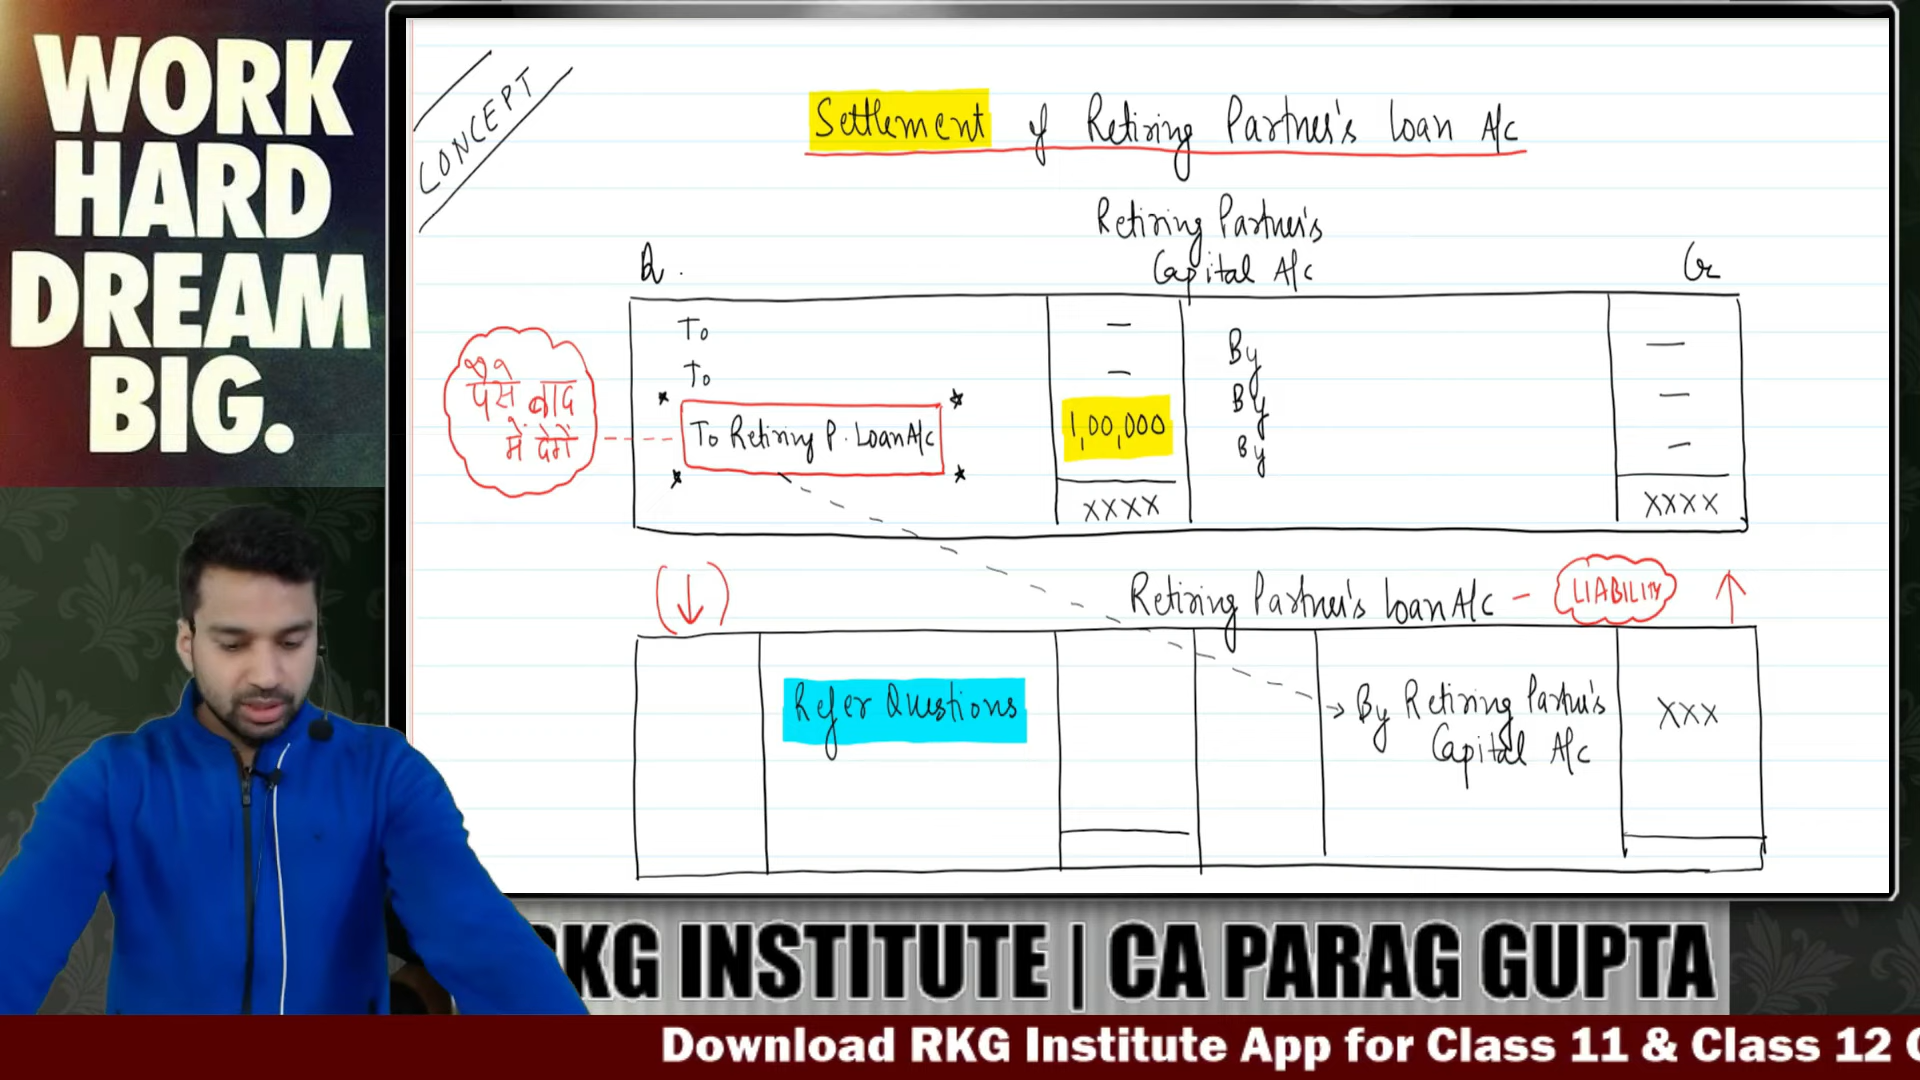 WORK
HARD
DREAM
BIG.
CONCEPT
Settlement of Retiring Partner's Loan A/c
Retiring Partner's
Capital A/c
Dr.
Cr
To —
To —
To Retiring P. Loan A/c 1,00,000
XXXX
By —
By —
By —
XXXX
पैसे बाद
में देगें
Retiring Partner's Loan A/c - LIABILITY ↑
(↓)
Refer Questions
By Retiring Partner's
Capital A/c
XXX
RKG INSTITUTE | CA PARAG GUPTA
Download RKG Institute App for Class 11 & Class 12 C